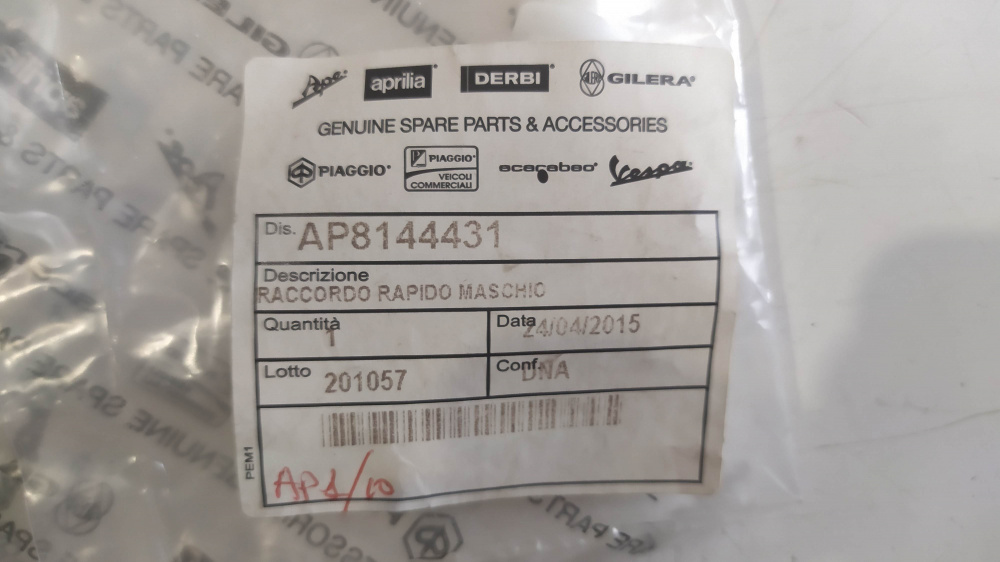 Ape® aprilia® DERBI® GILERA®
GENUINE SPARE PARTS & ACCESSORIES
PIAGGIO® PIAGGIO® VEICOLI COMMERCIALI scarabeo® Vespa®
Dis. AP8144431
Descrizione
RACCORDO RAPIDO MASCHIO
Quantità 1 Data 24/04/2015
Lotto 201057 Conf. DNA
PEM1
AP1/10